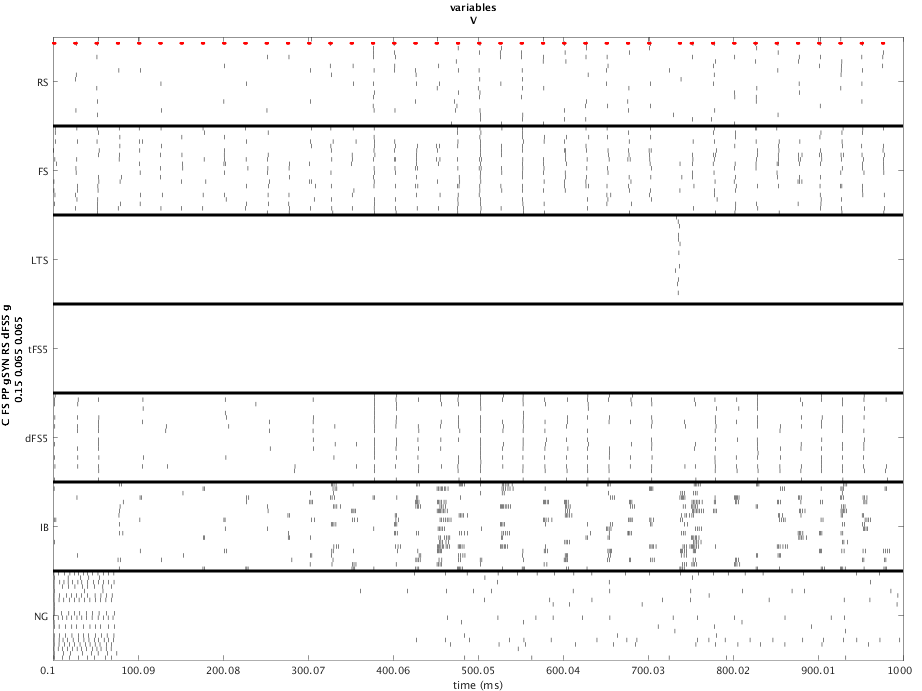 variables
V
RS
FS
LTS
tFS5
dFS5
IB
NG
C FS PP gSYN RS dFS5 g
0.15 0.065 0.065
0.1 100.09 200.08 300.07 400.06 500.05 600.04 700.03 800.02 900.01 1000
time (ms)